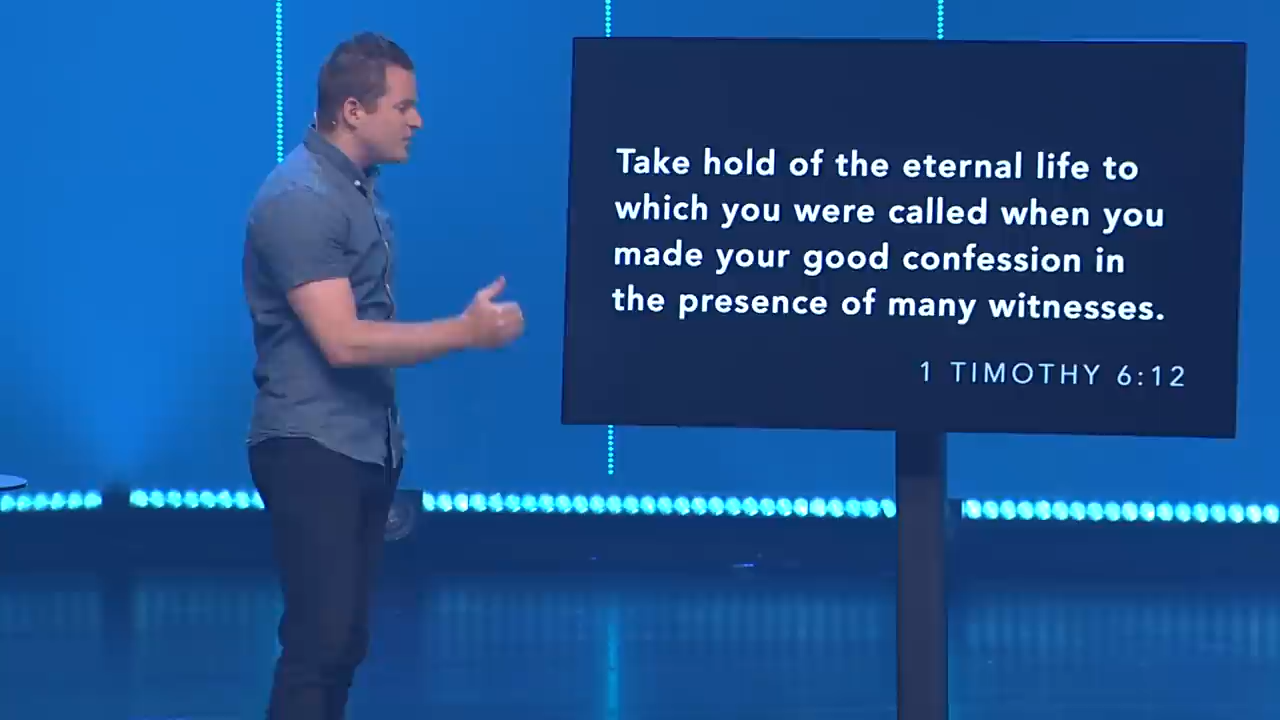 Take hold of the eternal life to
which you were called when you
made your good confession in
the presence of many witnesses.
1 TIMOTHY 6:12